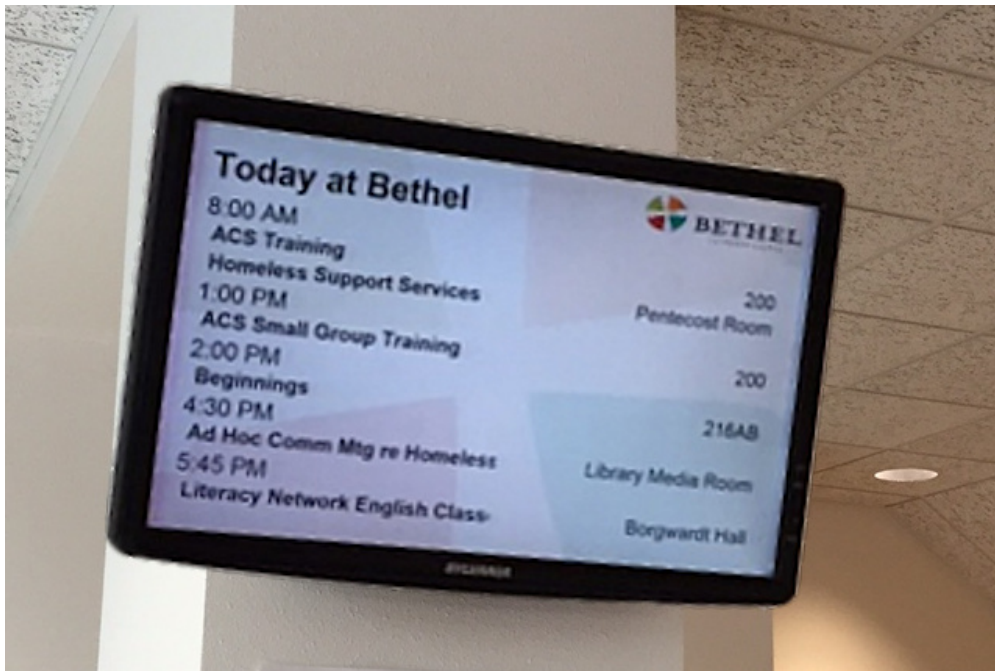 Today at Bethel
BETHEL
8:00 AM
ACS Training 200
Homeless Support Services Pentecost Room
1:00 PM
ACS Small Group Training 200
2:00 PM
Beginnings 216AB
4:30 PM
Ad Hoc Comm Mtg re Homeless Library Media Room
5:45 PM
Literacy Network English Class Borgwardt Hall
SYLVANIA